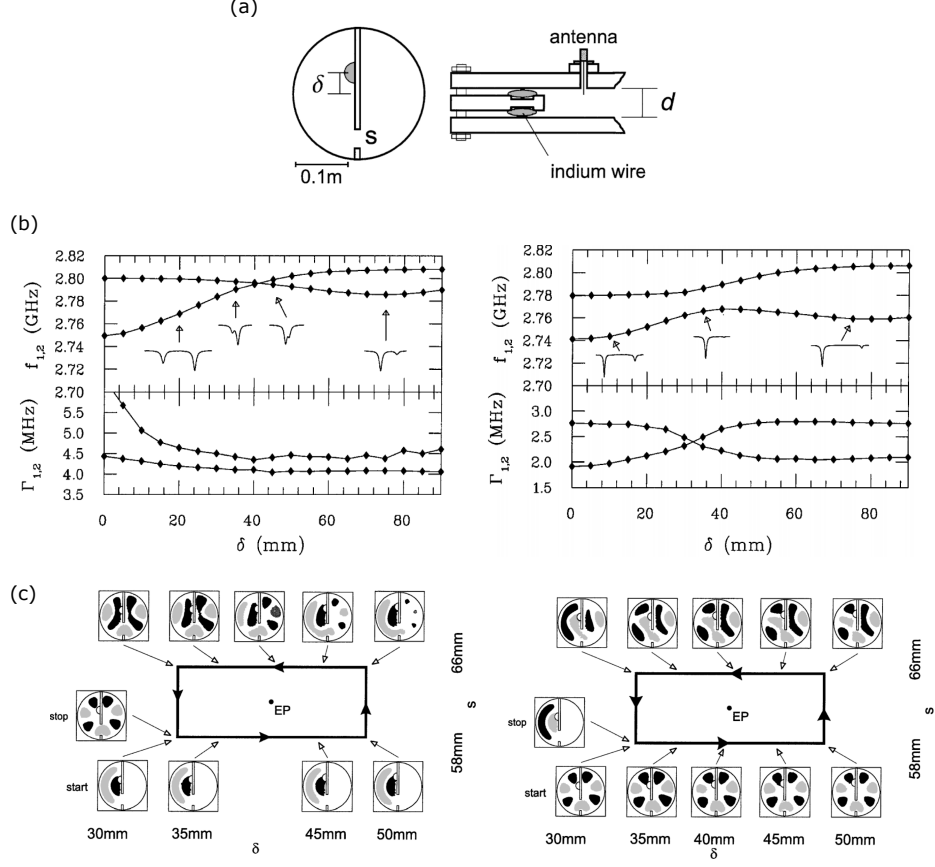 (a)
antenna
δ
d
S
0.1m
indium wire
(b)
2.82
2.80
2.78
2.76
2.74
2.72
2.70
f1,2 (GHz)
5.5
5.0
4.5
4.0
3.5
Γ1,2 (MHz)
0 20 40 60 80
δ (mm)
2.82
2.80
2.78
2.76
2.74
2.72
2.70
f1,2 (GHz)
3.0
2.5
2.0
1.5
Γ1,2 (MHz)
0 20 40 60 80
δ (mm)
(c)
66mm
EP
s
stop
58mm
start
30mm 35mm 45mm 50mm
δ
66mm
EP
s
stop
58mm
start
30mm 35mm 40mm 45mm 50mm
δ